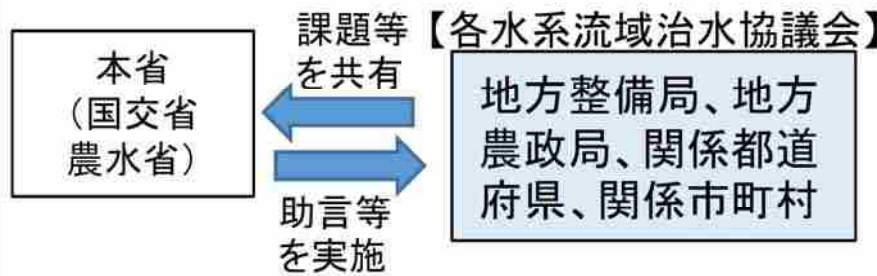 課題等
を共有
【各水系流域治水協議会】
本省
（国交省
農水省）
地方整備局、地方
農政局、関係都道
府県、関係市町村
助言等
を実施